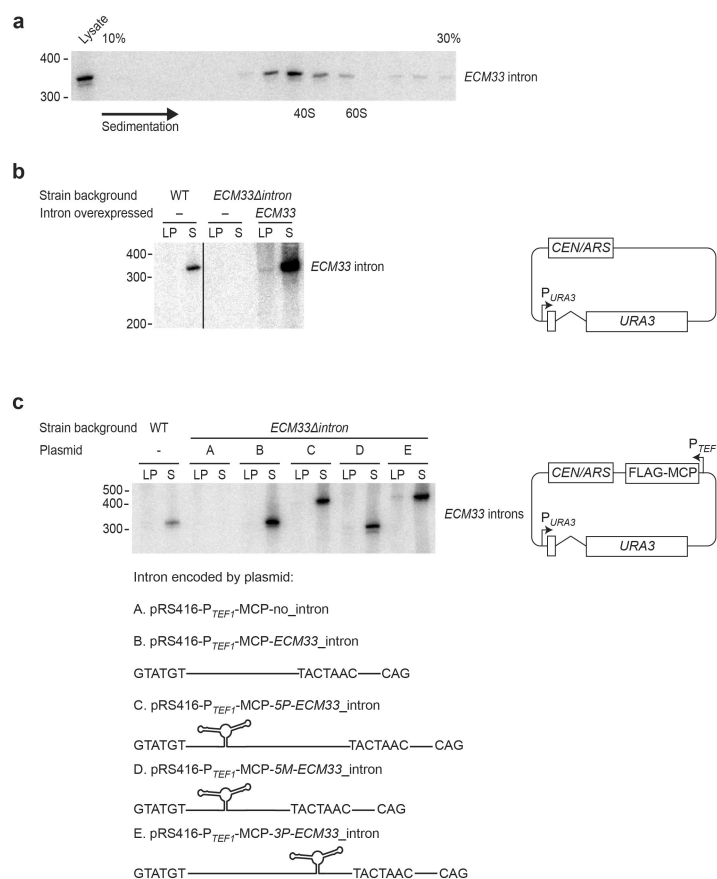 a
Lysate
10%
30%
400 -
300 -
ECM33 intron
Sedimentation
40S
60S
b
Strain background WT ECM33Δintron
Intron overexpressed – – ECM33
LP S LP S LP S
400-
300-
200-
ECM33 intron
CEN/ARS
PURA3
URA3
c
Strain background WT ECM33Δintron
Plasmid - A B C D E
LP S LP S LP S LP S LP S LP S
500 -
400 -
300 -
ECM33 introns
PTEF
CEN/ARS
FLAG-MCP
PURA3
URA3
Intron encoded by plasmid:
A. pRS416-PTEF1-MCP-no_intron
B. pRS416-PTEF1-MCP-ECM33_intron
GTATGT TACTAAC CAG
C. pRS416-PTEF1-MCP-5P-ECM33_intron
GTATGT TACTAAC CAG
D. pRS416-PTEF1-MCP-5M-ECM33_intron
GTATGT TACTAAC CAG
E. pRS416-PTEF1-MCP-3P-ECM33_intron
GTATGT TACTAAC CAG